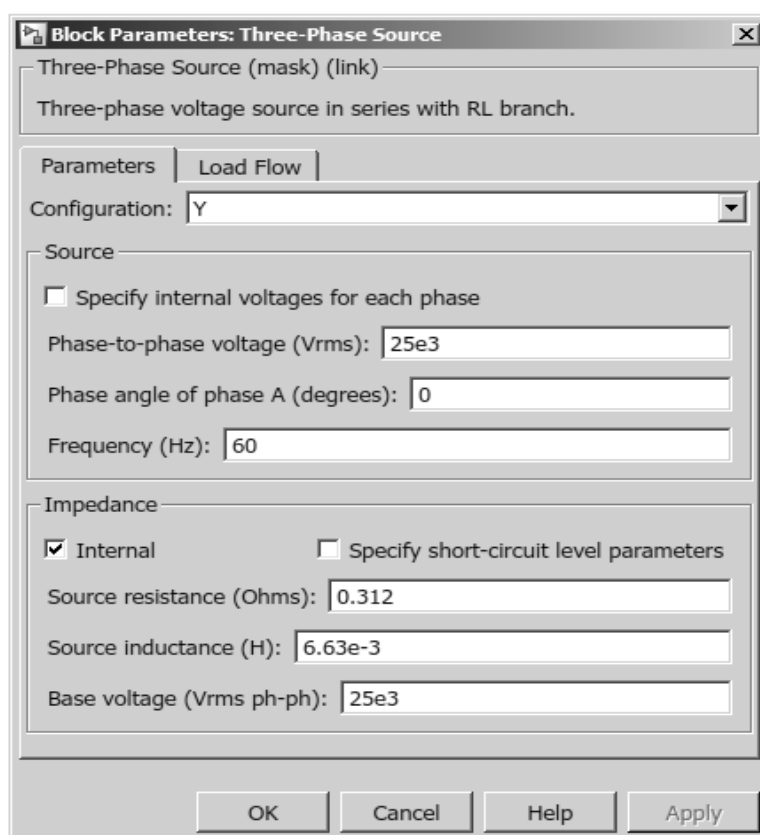 Block Parameters: Three-Phase Source
Three-Phase Source (mask) (link)
Three-phase voltage source in series with RL branch.
Parameters Load Flow
Configuration: Y
Source
Specify internal voltages for each phase
Phase-to-phase voltage (Vrms): 25e3
Phase angle of phase A (degrees): 0
Frequency (Hz): 60
Impedance
Internal Specify short-circuit level parameters
Source resistance (Ohms): 0.312
Source inductance (H): 6.63e-3
Base voltage (Vrms ph-ph): 25e3
OK Cancel Help Apply